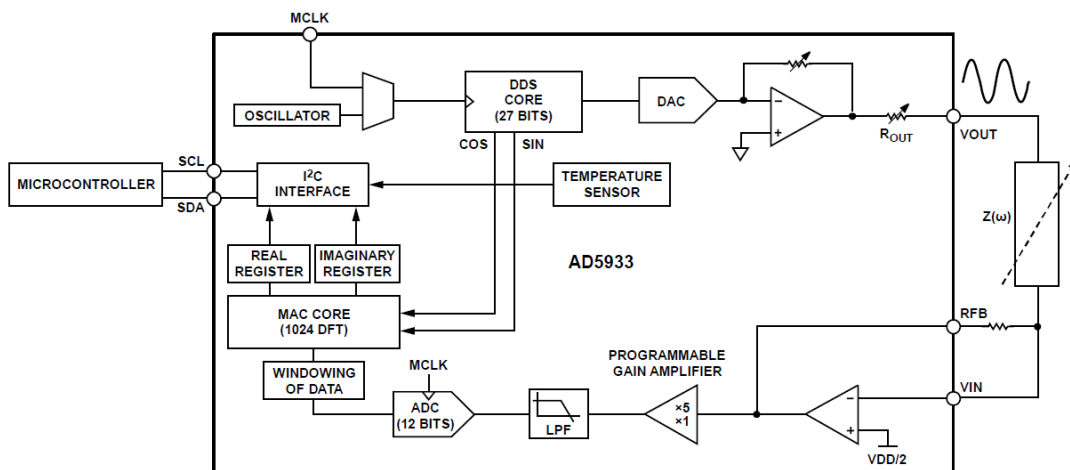 MCLK
DDS
CORE
(27 BITS)
DAC
OSCILLATOR
R_OUT
VOUT
COS
SIN
SCL
MICROCONTROLLER
I²C
INTERFACE
TEMPERATURE
SENSOR
SDA
Z(ω)
REAL
REGISTER
IMAGINARY
REGISTER
AD5933
MAC CORE
(1024 DFT)
RFB
PROGRAMMABLE
GAIN AMPLIFIER
MCLK
WINDOWING
OF DATA
VIN
ADC
(12 BITS)
LPF
×5
×1
VDD/2